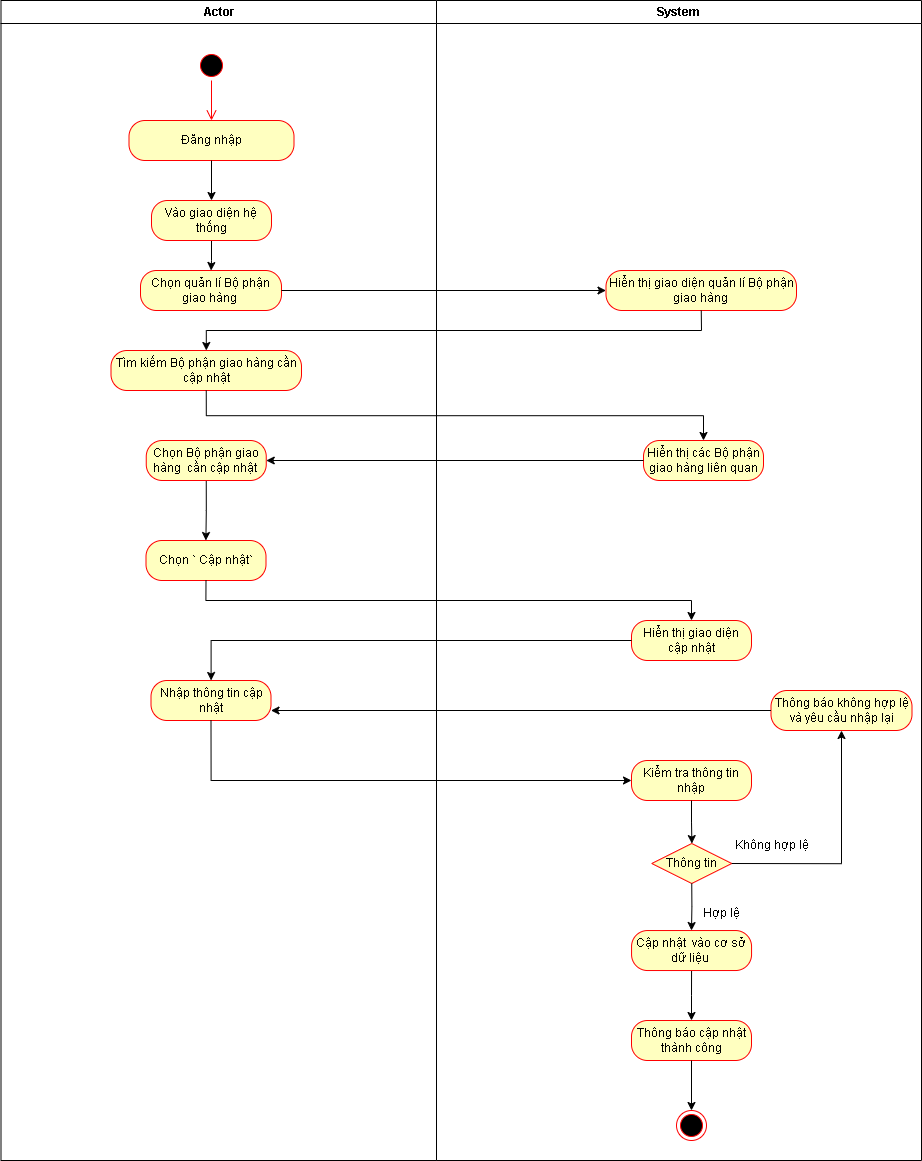 Actor
System
Đăng nhập
Vào giao diện hệ
thống
Chọn quản lí Bộ phận
giao hàng
Hiển thị giao diện quản lí Bộ phận
giao hàng
Tìm kiếm Bộ phận giao hàng cần
cập nhật
Hiển thị các Bộ phận
giao hàng liên quan
Chọn Bộ phận giao
hàng cần cập nhật
Chọn ` Cập nhật`
Hiển thị giao diện
cập nhật
Nhập thông tin cập
nhật
Thông báo không hợp lệ
và yêu cầu nhập lại
Kiểm tra thông tin
nhập
Không hợp lệ
Thông tin
Hợp lệ
Cập nhật vào cơ sở
dữ liệu
Thông báo cập nhật
thành công